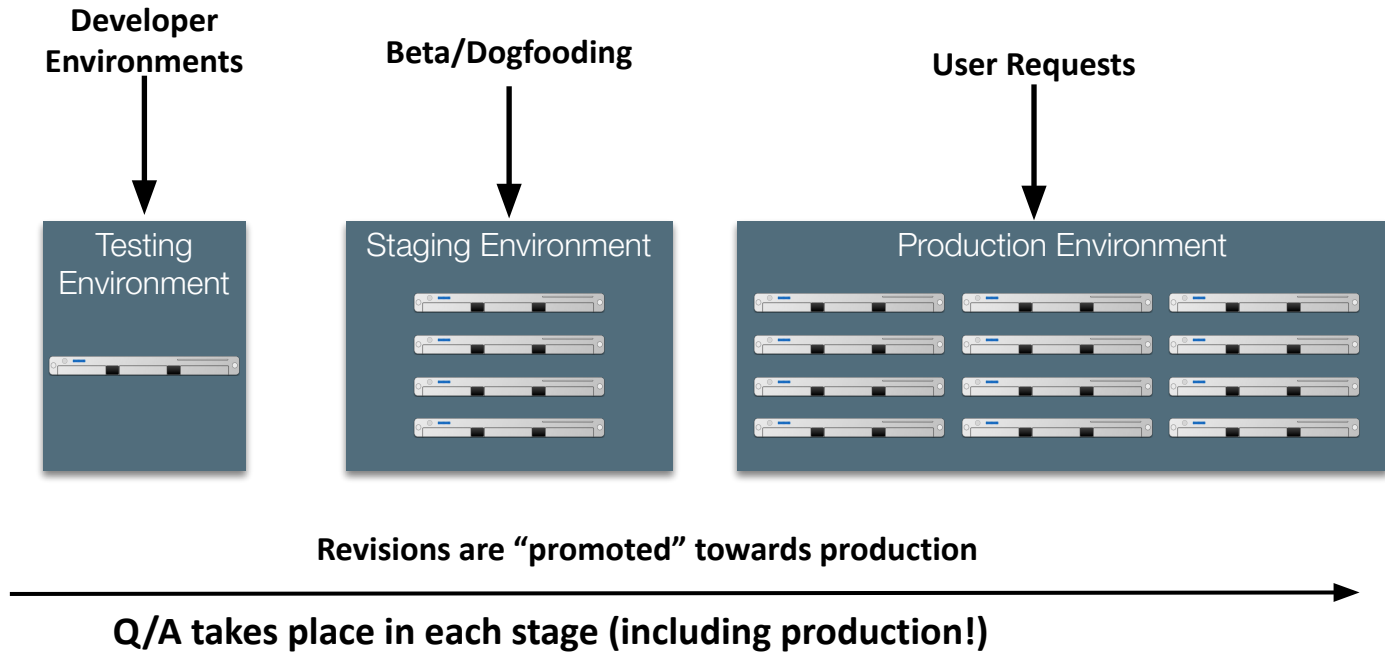 Developer
Environments
Beta/Dogfooding
User Requests
Testing
Environment
Staging Environment
Production Environment
Revisions are “promoted” towards production
Q/A takes place in each stage (including production!)